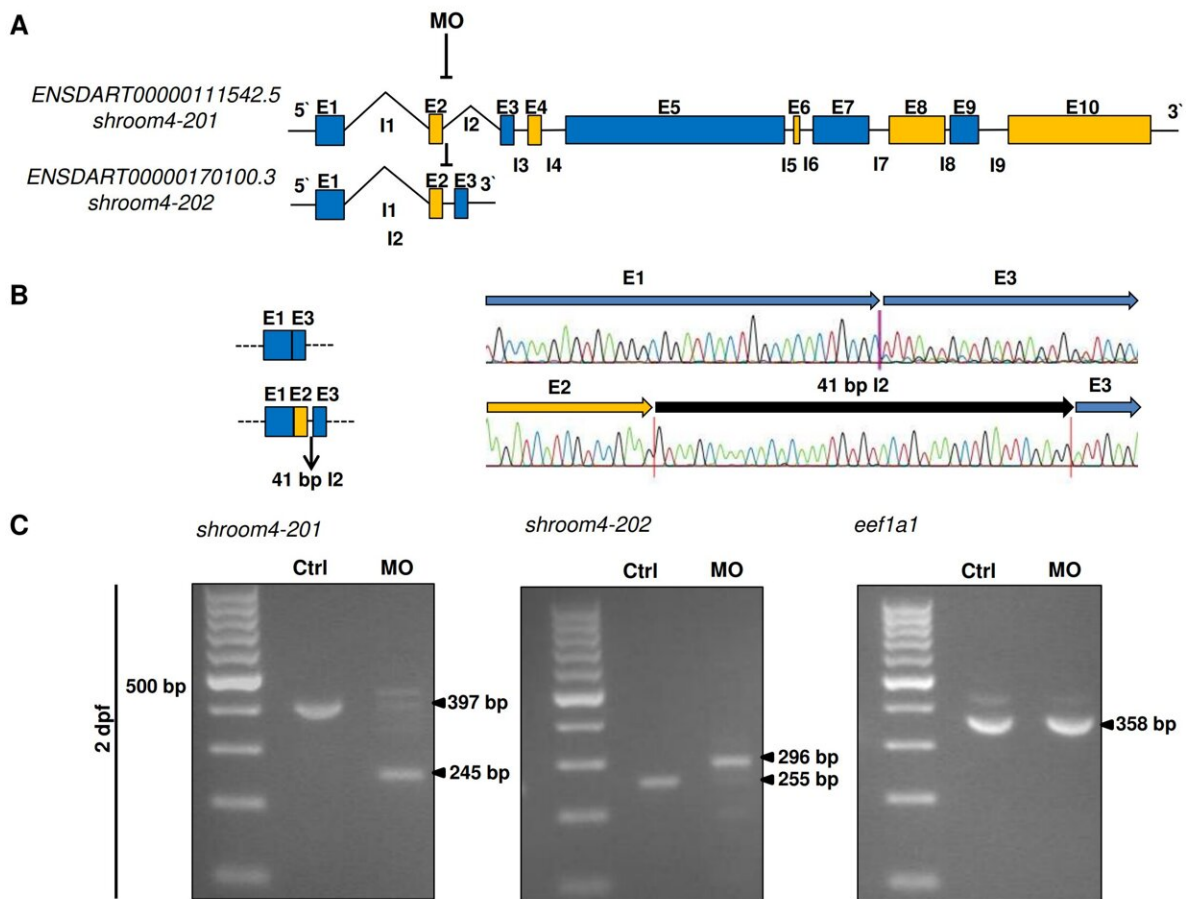 A
MO
ENSDART00000111542.5
shroom4-201
5` E1 I1 E2 I2 E3 I3 E4 I4 E5 I5 E6 I6 E7 I7 E8 I8 E9 I9 E10 3`
ENSDART00000170100.3
shroom4-202
5` E1 E2 E3 3`
I1
I2
B
E1 E3
E1 E3
E1 E2 E3
41 bp I2
E2 41 bp I2 E3
C
shroom4-201 shroom4-202 eef1a1
Ctrl MO Ctrl MO Ctrl MO
2 dpf
500 bp
397 bp
245 bp
296 bp
255 bp
358 bp